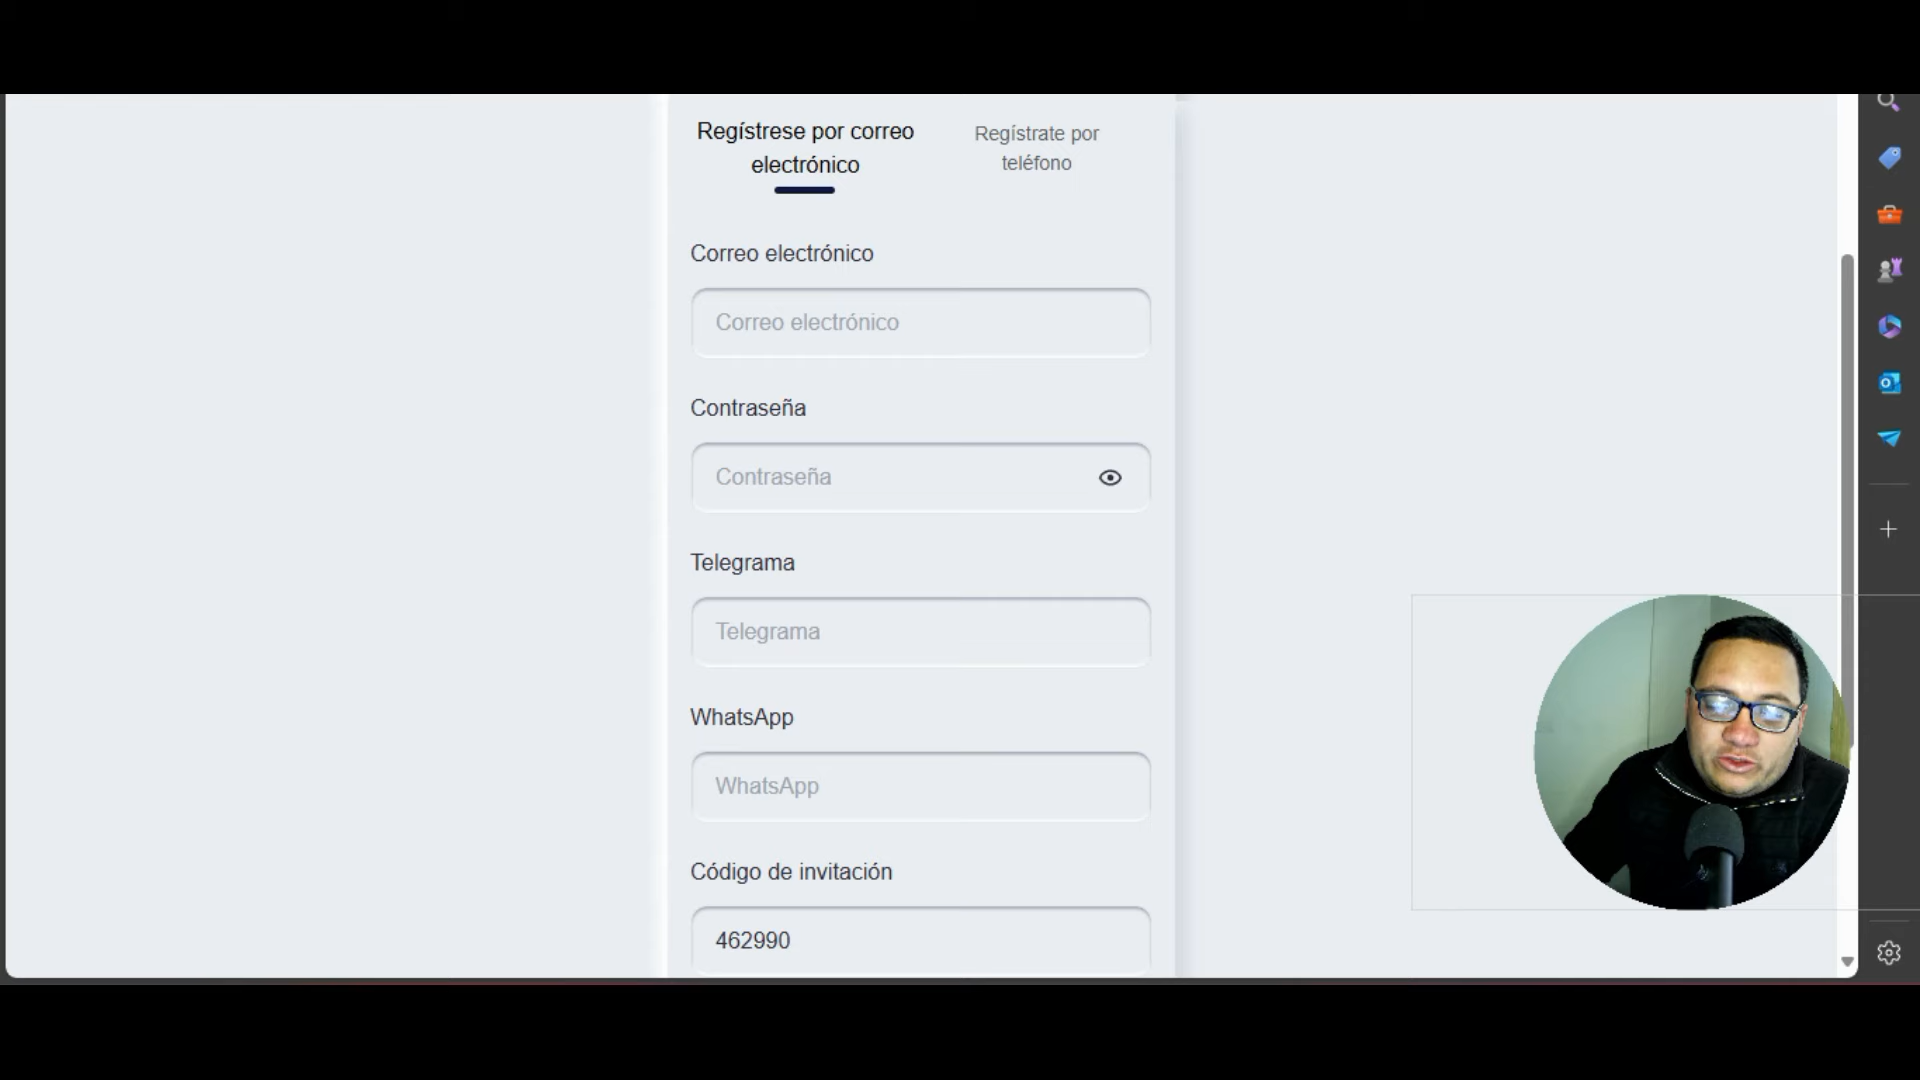 Regístrese por correo
electrónico
Regístrate por
teléfono
Correo electrónico
Correo electrónico
Contraseña
Contraseña
Telegrama
Telegrama
WhatsApp
WhatsApp
Código de invitación
462990